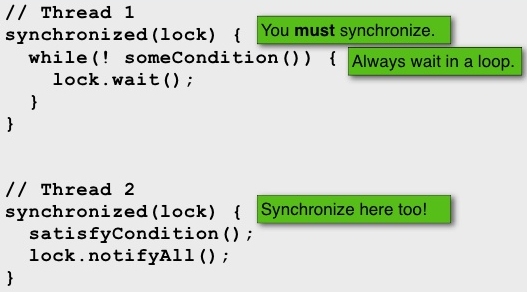 // Thread 1
synchronized(lock) {
You must synchronize.
while(! someCondition()) {
Always wait in a loop.
lock.wait();
}
}
// Thread 2
synchronized(lock) {
Synchronize here too!
satisfyCondition();
lock.notifyAll();
}